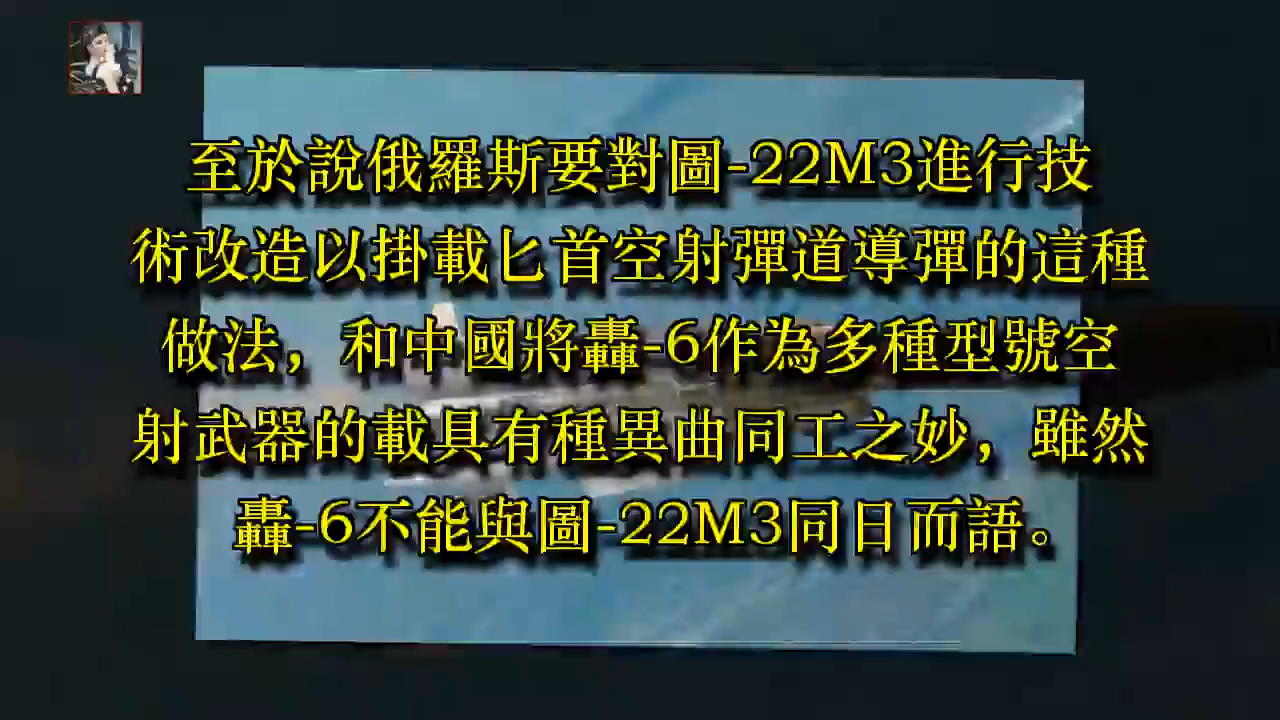 至於說俄羅斯要對圖-22M3進行技
術改造以掛載匕首空射彈道導彈的這種
做法，和中國將轟-6作為多種型號空
射武器的載具有種異曲同工之妙，雖然
轟-6不能與圖-22M3同日而語。